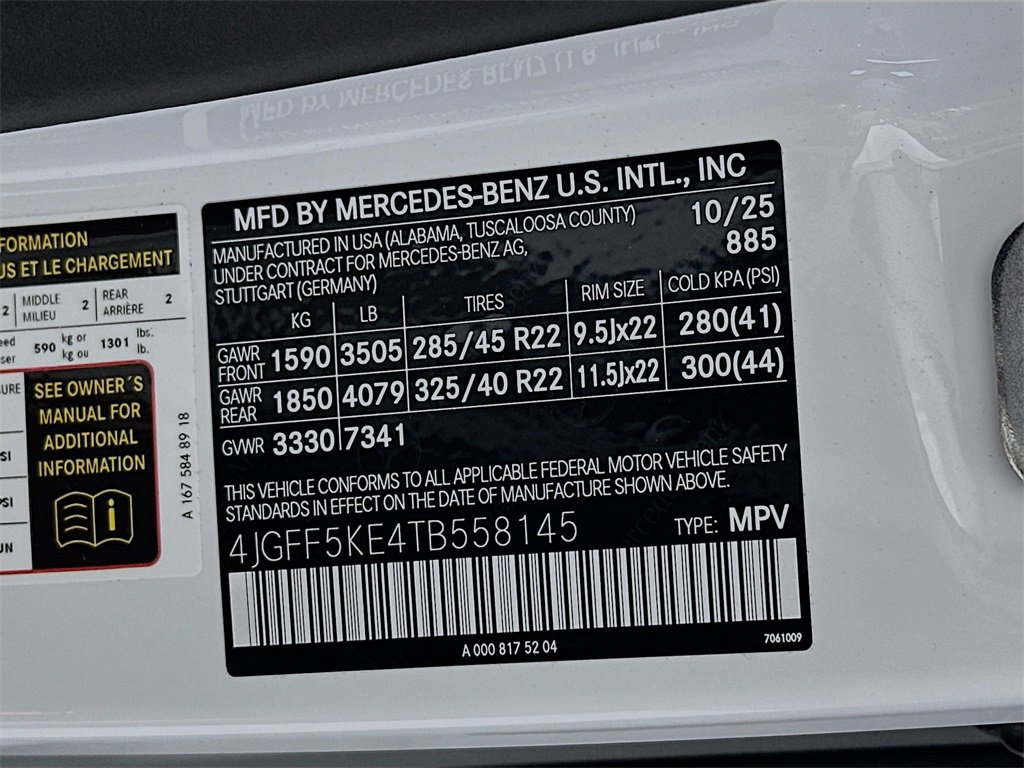 MFD BY MERCEDES-BENZ U.S. INTL., INC
MANUFACTURED IN USA (ALABAMA, TUSCALOOSA COUNTY) 10/25
UNDER CONTRACT FOR MERCEDES-BENZ AG, 885
STUTTGART (GERMANY)
KG LB TIRES RIM SIZE COLD KPA (PSI)
GAWR FRONT 1590 3505 285/45 R22 9.5Jx22 280(41)
GAWR REAR 1850 4079 325/40 R22 11.5Jx22 300(44)
GVWR 3330 7341
THIS VEHICLE CONFORMS TO ALL APPLICABLE FEDERAL MOTOR VEHICLE SAFETY
STANDARDS IN EFFECT ON THE DATE OF MANUFACTURE SHOWN ABOVE.
4JGFF5KE4TB558145 TYPE: MPV
A 000 817 52 04
7061009
FORMATION
US ET LE CHARGEMENT
2 MIDDLE 2 REAR 2
MILIEU ARRIÈRE
590 kg or 1301 lbs.
kg ou lb.
SEE OWNER´S
MANUAL FOR
ADDITIONAL
INFORMATION
A 167 584 89 18